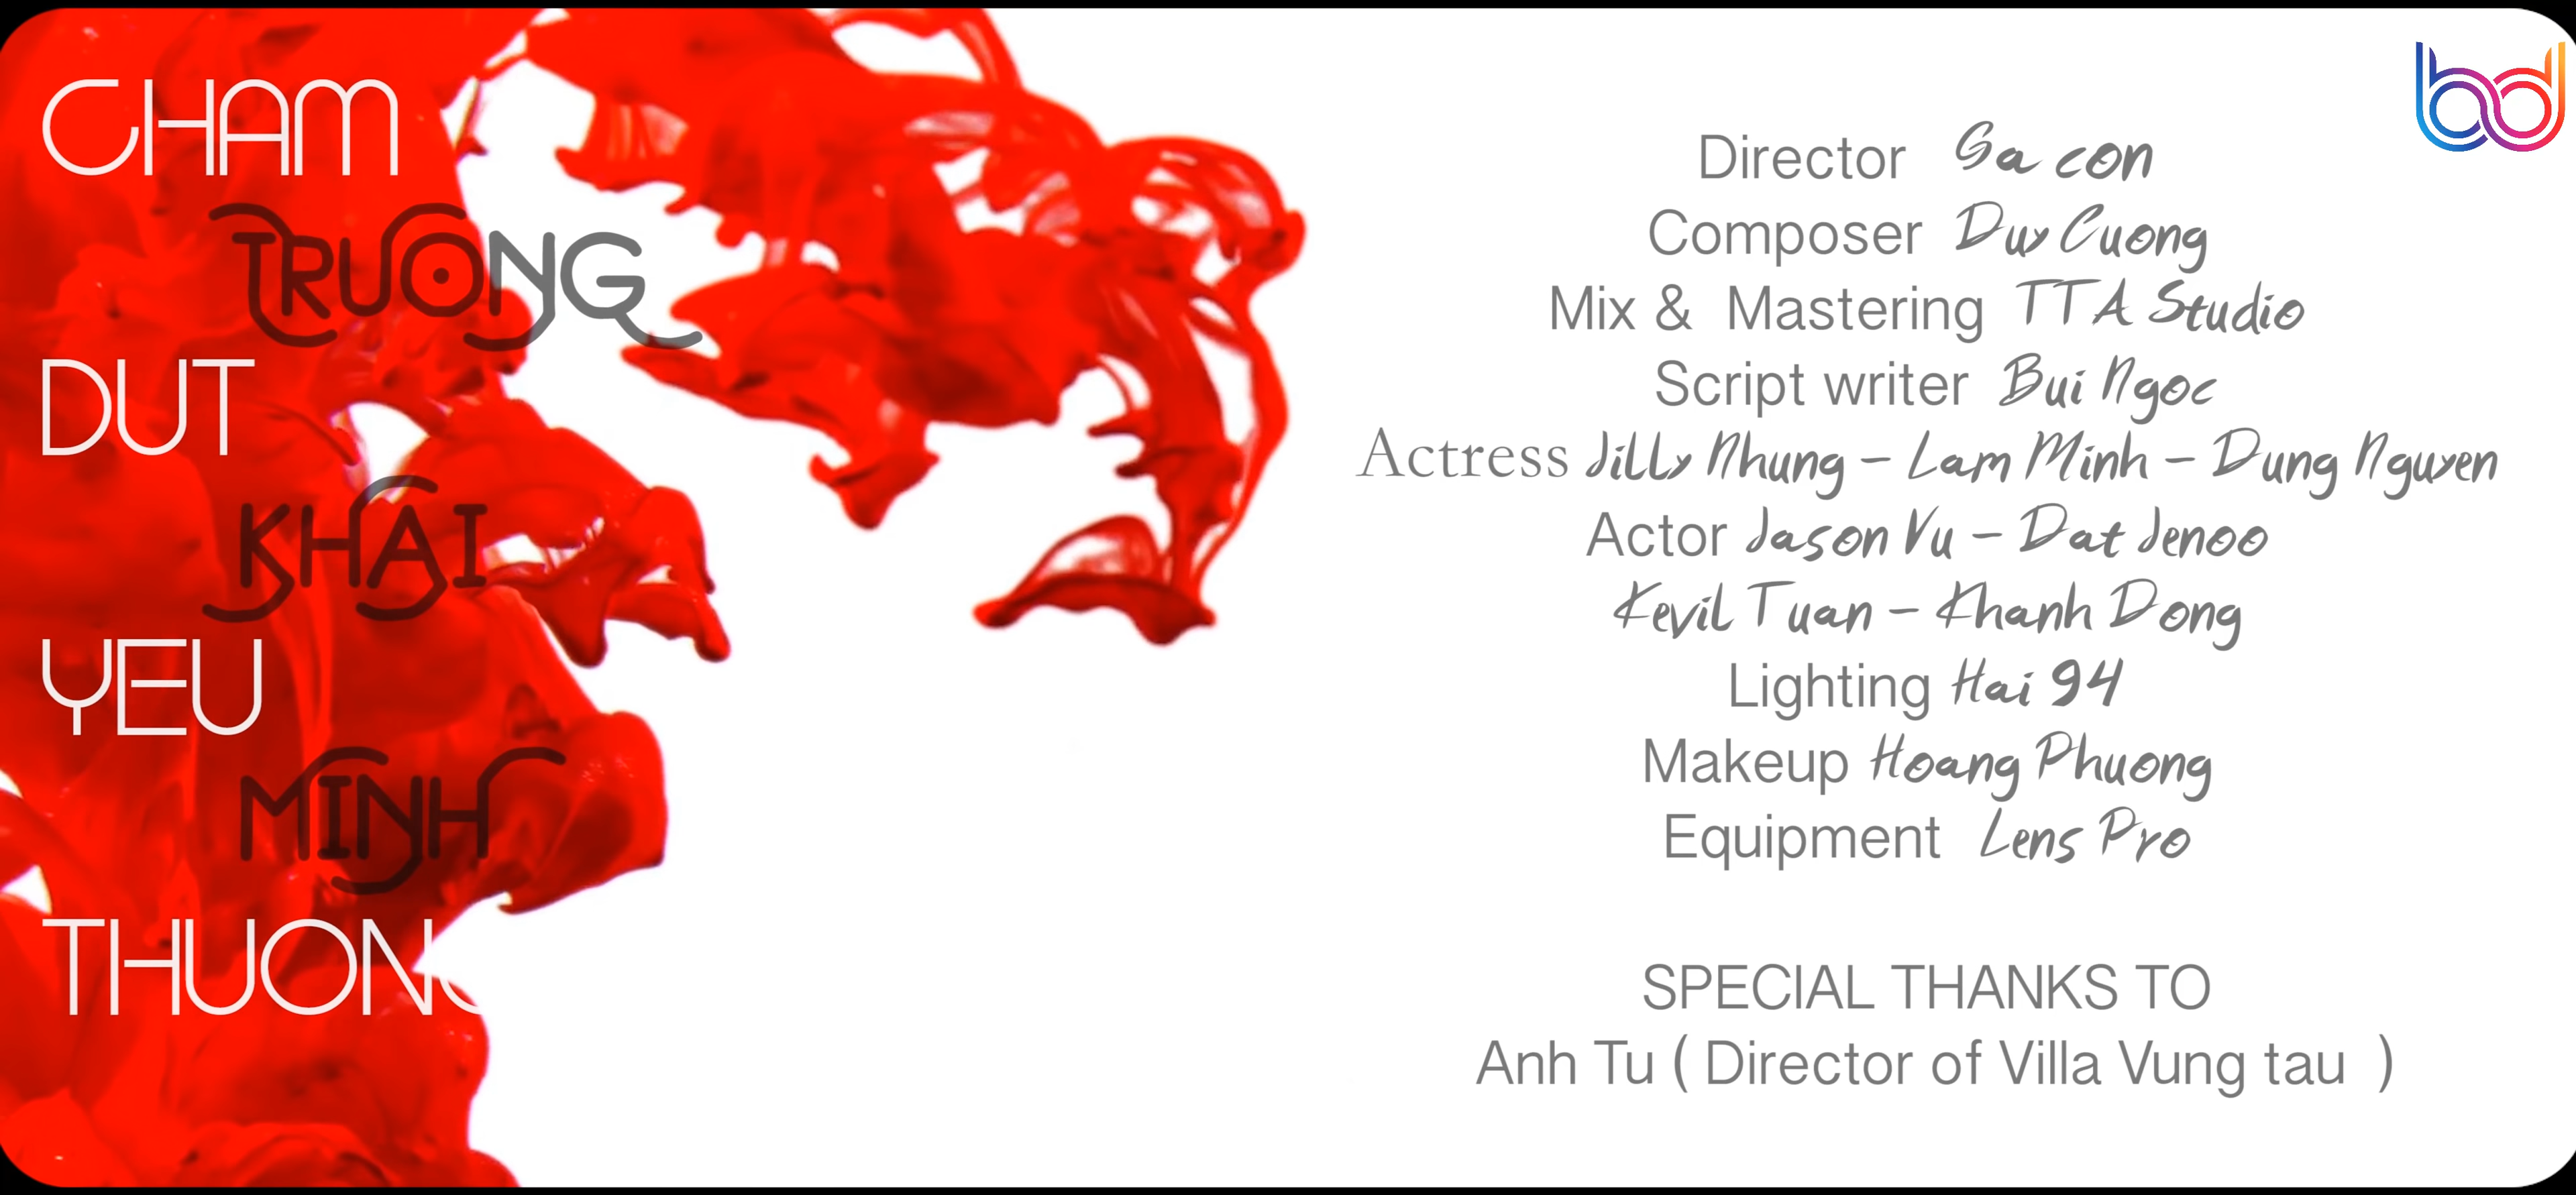 CHAM
TRUONG
DUT
KHAI
YEU
MINH
THUONG
bd
Director Ga con
Composer Duy Cuong
Mix & Mastering TTA Studio
Script writer Bui Ngoc
Actress Jilly Nhung - Lam Minh - Dung Nguyen
Actor Jason Vu - Dat Jenoo
Kevil Tuan - Khanh Dong
Lighting Hai 94
Makeup Hoang Phuong
Equipment Lens Pro
SPECIAL THANKS TO
Anh Tu ( Director of Villa Vung tau )